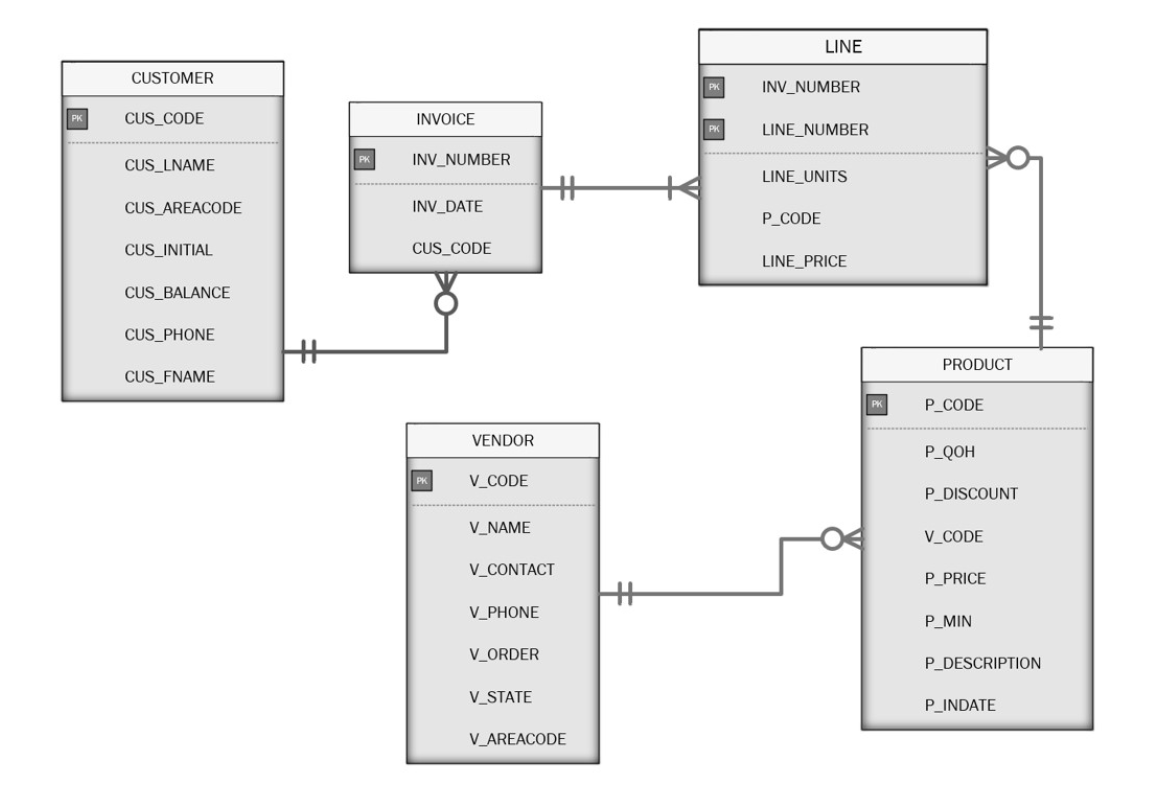 CUSTOMER
PK CUS_CODE
CUS_LNAME
CUS_AREACODE
CUS_INITIAL
CUS_BALANCE
CUS_PHONE
CUS_FNAME
INVOICE
PK INV_NUMBER
INV_DATE
CUS_CODE
LINE
PK INV_NUMBER
PK LINE_NUMBER
LINE_UNITS
P_CODE
LINE_PRICE
VENDOR
PK V_CODE
V_NAME
V_CONTACT
V_PHONE
V_ORDER
V_STATE
V_AREACODE
PRODUCT
PK P_CODE
P_QOH
P_DISCOUNT
V_CODE
P_PRICE
P_MIN
P_DESCRIPTION
P_INDATE